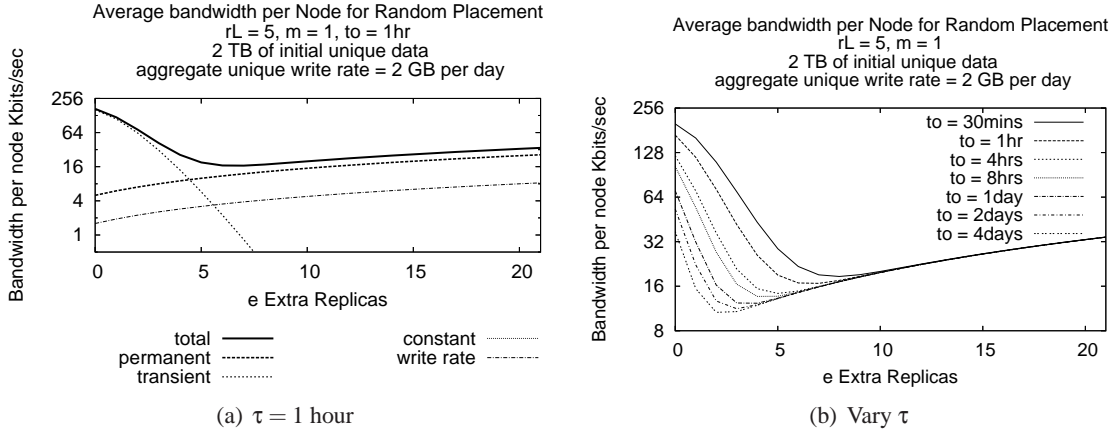 Average bandwidth per Node for Random Placement
rL = 5, m = 1, to = 1hr
2 TB of initial unique data
aggregate unique write rate = 2 GB per day
Bandwidth per node Kbits/sec
256
64
16
4
1
0 5 10 15 20
e Extra Replicas
total
permanent
transient
constant
write rate
(a) τ = 1 hour
Average bandwidth per Node for Random Placement
rL = 5, m = 1
2 TB of initial unique data
aggregate unique write rate = 2 GB per day
Bandwidth per node Kbits/sec
256
128
64
32
16
8
to = 30mins
to = 1hr
to = 4hrs
to = 8hrs
to = 1day
to = 2days
to = 4days
0 5 10 15 20
e Extra Replicas
(b) Vary τ